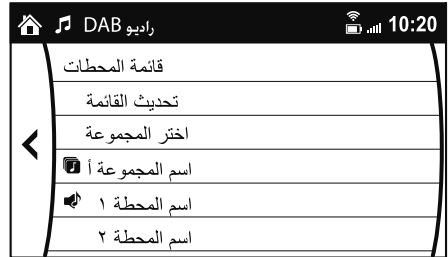 راديو DAB 10:20
قائمة المحطات
تحديث القائمة
اختر المجموعة
اسم المجموعة أ
اسم المحطة ١
اسم المحطة ٢